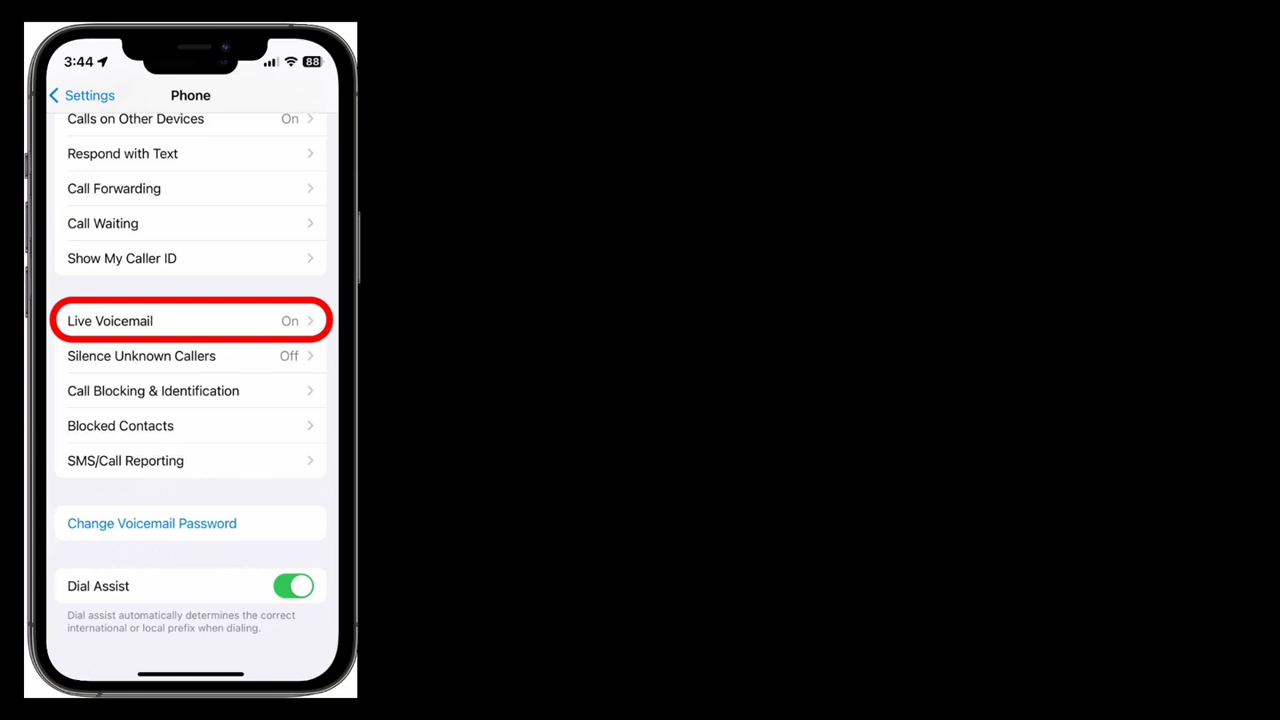 3:44
88
Settings
Phone
Calls on Other Devices On
Respond with Text
Call Forwarding
Call Waiting
Show My Caller ID
Live Voicemail On
Silence Unknown Callers Off
Call Blocking & Identification
Blocked Contacts
SMS/Call Reporting
Change Voicemail Password
Dial Assist
Dial assist automatically determines the correct
international or local prefix when dialing.